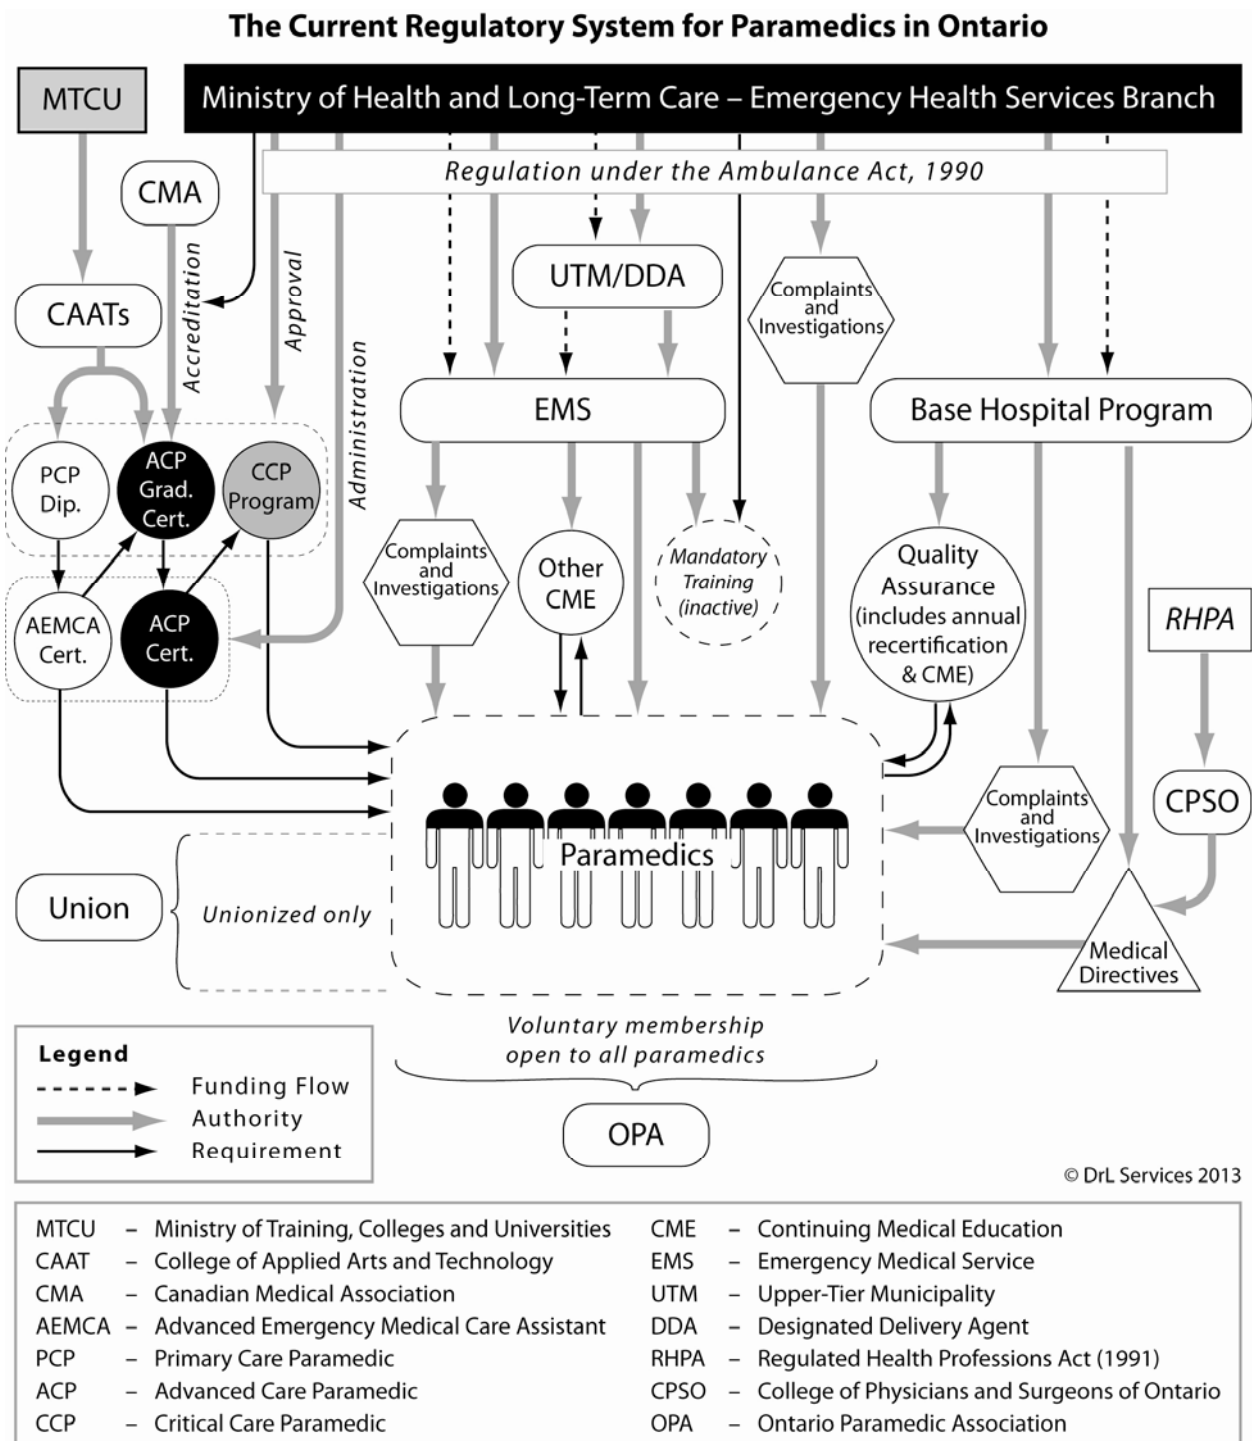 The Current Regulatory System for Paramedics in Ontario
MTCU
Ministry of Health and Long-Term Care – Emergency Health Services Branch
Regulation under the Ambulance Act, 1990
CMA
CAATs
Accreditation
Approval
Administration
UTM/DDA
Complaints
and
Investigations
EMS
Base Hospital Program
PCP
Dip.
ACP
Grad.
Cert.
CCP
Program
AEMCA
Cert.
ACP
Cert.
Complaints
and
Investigations
Other
CME
Mandatory
Training
(inactive)
Quality
Assurance
(includes annual
recertification
& CME)
RHPA
CPSO
Complaints
and
Investigations
Medical
Directives
Paramedics
Union
Unionized only
Voluntary membership
open to all paramedics
OPA
Legend
Funding Flow
Authority
Requirement
© DrL Services 2013
MTCU – Ministry of Training, Colleges and Universities
CAAT – College of Applied Arts and Technology
CMA – Canadian Medical Association
AEMCA – Advanced Emergency Medical Care Assistant
PCP – Primary Care Paramedic
ACP – Advanced Care Paramedic
CCP – Critical Care Paramedic
CME – Continuing Medical Education
EMS – Emergency Medical Service
UTM – Upper-Tier Municipality
DDA – Designated Delivery Agent
RHPA – Regulated Health Professions Act (1991)
CPSO – College of Physicians and Surgeons of Ontario
OPA – Ontario Paramedic Association